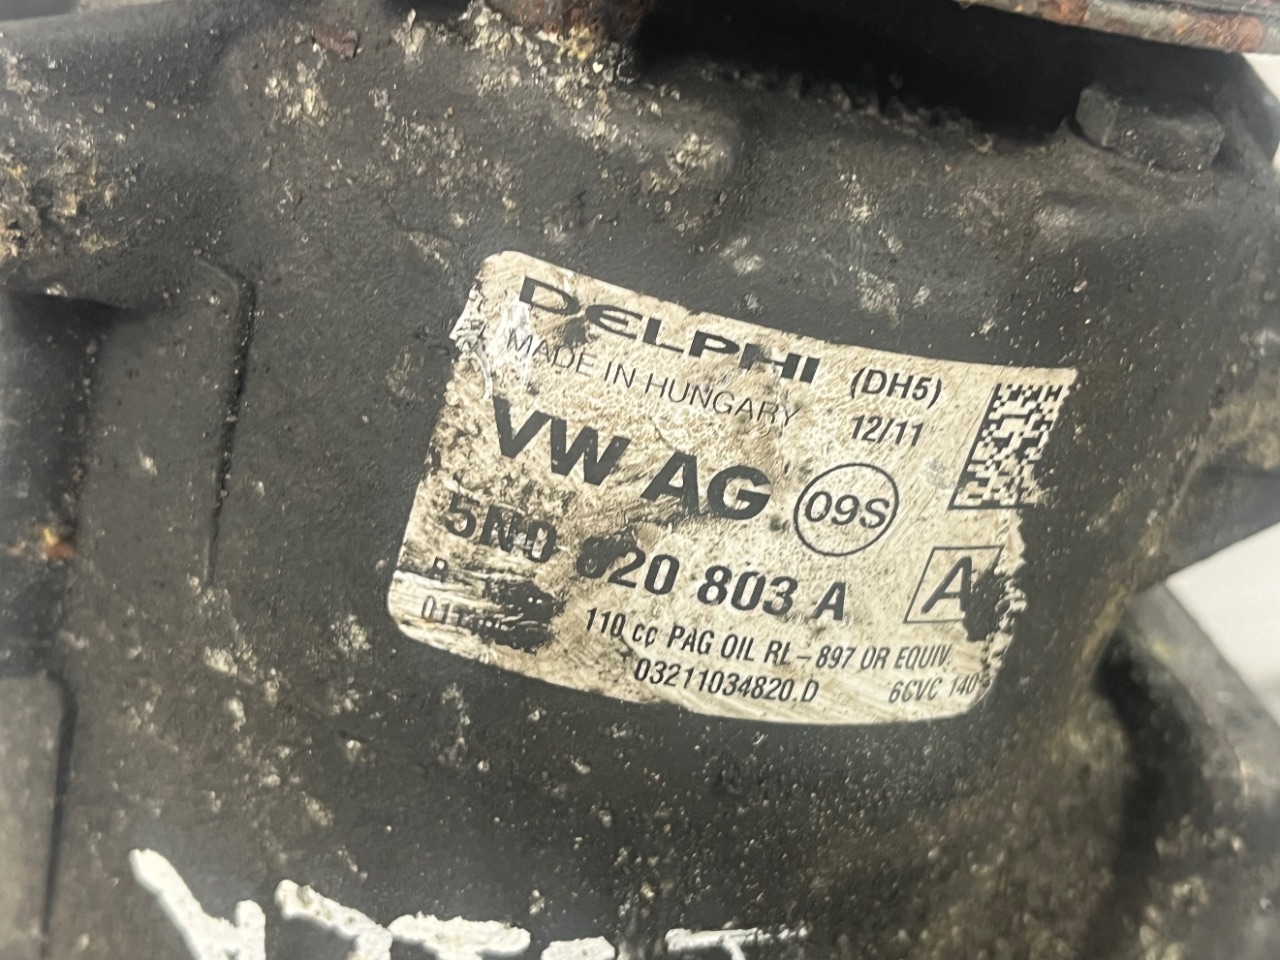 DELPHI
MADE IN HUNGARY
(DH5)
12/11
VW AG
09S
5N0 820 803 A
A
110 cc PAG OIL RL-897 OR EQUIV.
03211034820.D
6CVC 140